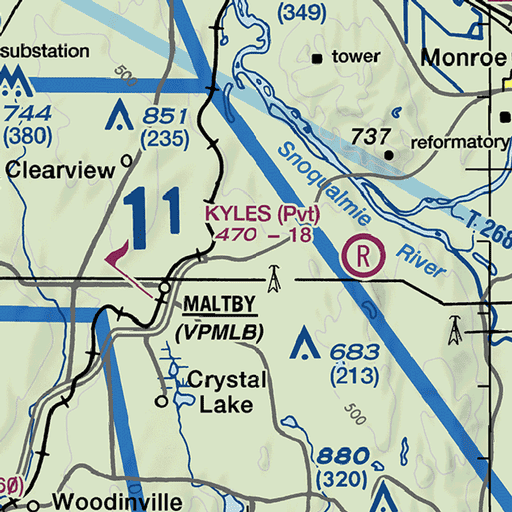 (349)
substation
500
tower
Monroe
744
(380)
851
(235)
737
reformatory
Clearview
Snoqualmie
River
11
KYLES (Pvt)
470 - 18
T 268
R
MALTBY
(VPMLB)
683
(213)
Crystal
Lake
500
880
(320)
60)
Woodinville